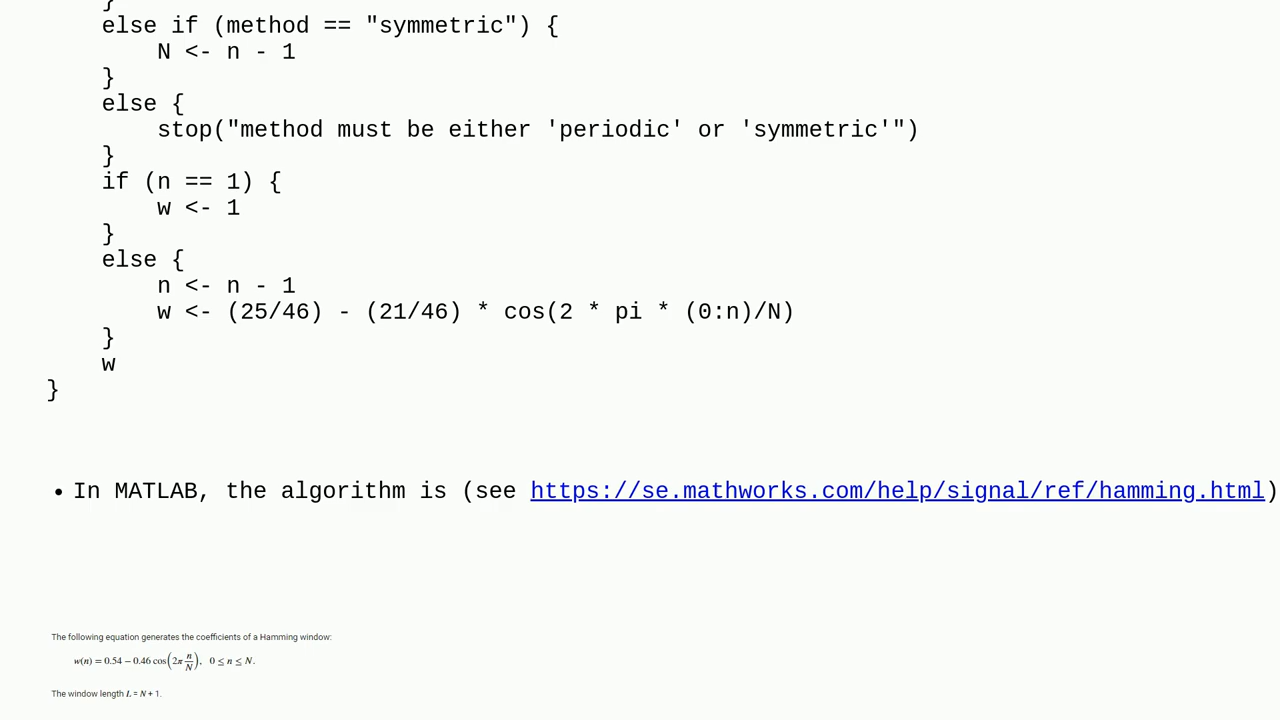 }
else if (method == "symmetric") {
N <- n - 1
}
else {
stop("method must be either 'periodic' or 'symmetric'")
}
if (n == 1) {
w <- 1
}
else {
n <- n - 1
w <- (25/46) - (21/46) * cos(2 * pi * (0:n)/N)
}
w
}
• In MATLAB, the algorithm is (see https://se.mathworks.com/help/signal/ref/hamming.html)
The following equation generates the coefficients of a Hamming window:
w(n) = 0.54 − 0.46 cos(2π n/N), 0 ≤ n ≤ N.
The window length L = N + 1.